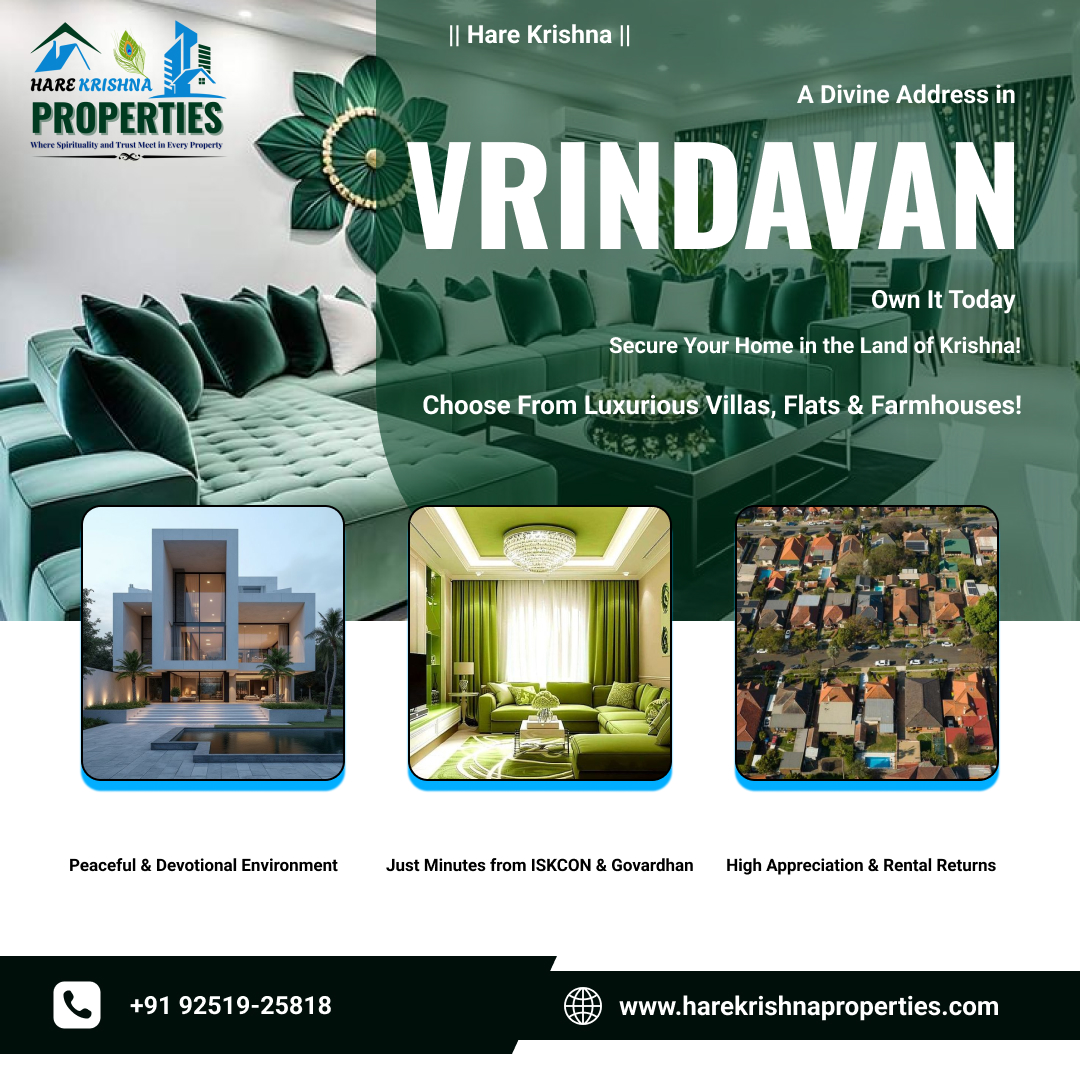 HARE KRISHNA
PROPERTIES
Where Spirituality and Trust Meet in Every Property
|| Hare Krishna ||
A Divine Address in
VRINDAVAN
Own It Today
Secure Your Home in the Land of Krishna!
Choose From Luxurious Villas, Flats & Farmhouses!
Peaceful & Devotional Environment
Just Minutes from ISKCON & Govardhan
High Appreciation & Rental Returns
+91 92519-25818
www.harekrishnaproperties.com